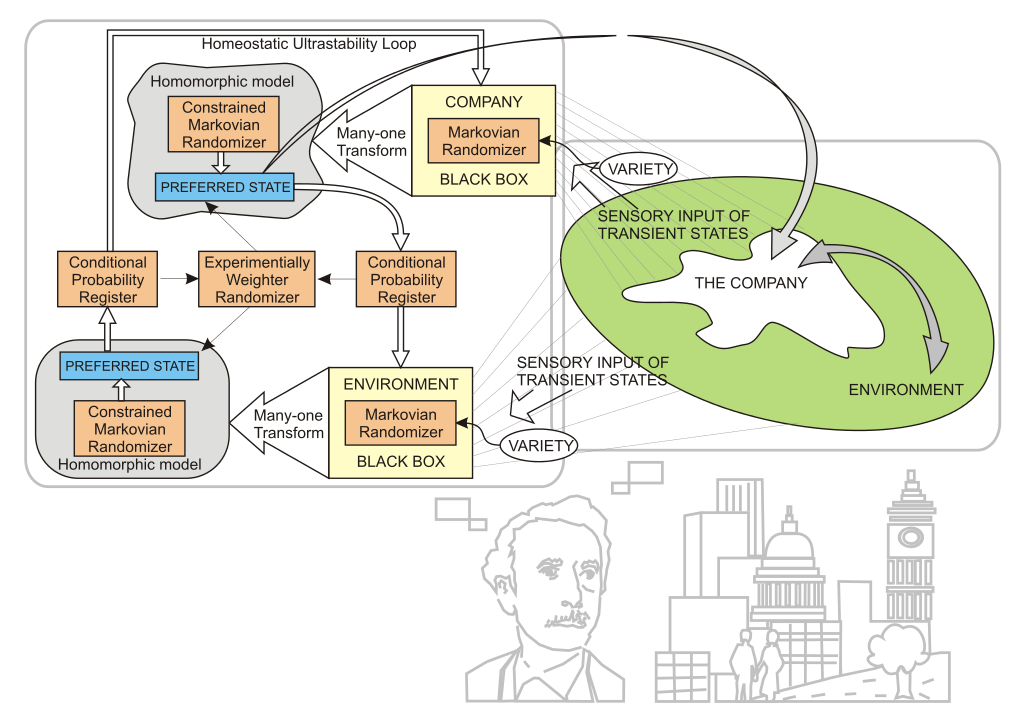 Homeostatic Ultrastability Loop
Homomorphic model
Constrained
Markovian
Randomizer
PREFERRED STATE
Many-one
Transform
COMPANY
Markovian
Randomizer
BLACK BOX
VARIETY
SENSORY INPUT OF
TRANSIENT STATES
Conditional
Probability
Register
Experimentially
Weighter
Randomizer
Conditional
Probability
Register
THE COMPANY
ENVIRONMENT
PREFERRED STATE
Constrained
Markovian
Randomizer
Homomorphic model
Many-one
Transform
ENVIRONMENT
Markovian
Randomizer
BLACK BOX
SENSORY INPUT OF
TRANSIENT STATES
VARIETY